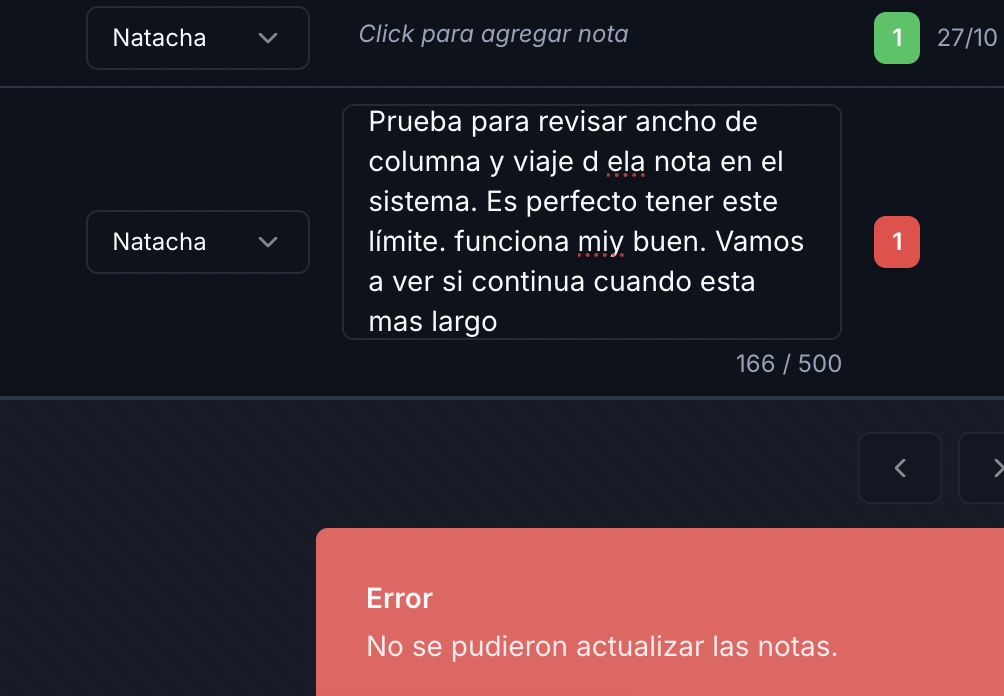 Natacha
Click para agregar nota
1
27/10
Prueba para revisar ancho de
columna y viaje d ela nota en el
sistema. Es perfecto tener este
límite. funciona miy buen. Vamos
a ver si continua cuando esta
mas largo
Natacha
1
166 / 500
Error
No se pudieron actualizar las notas.